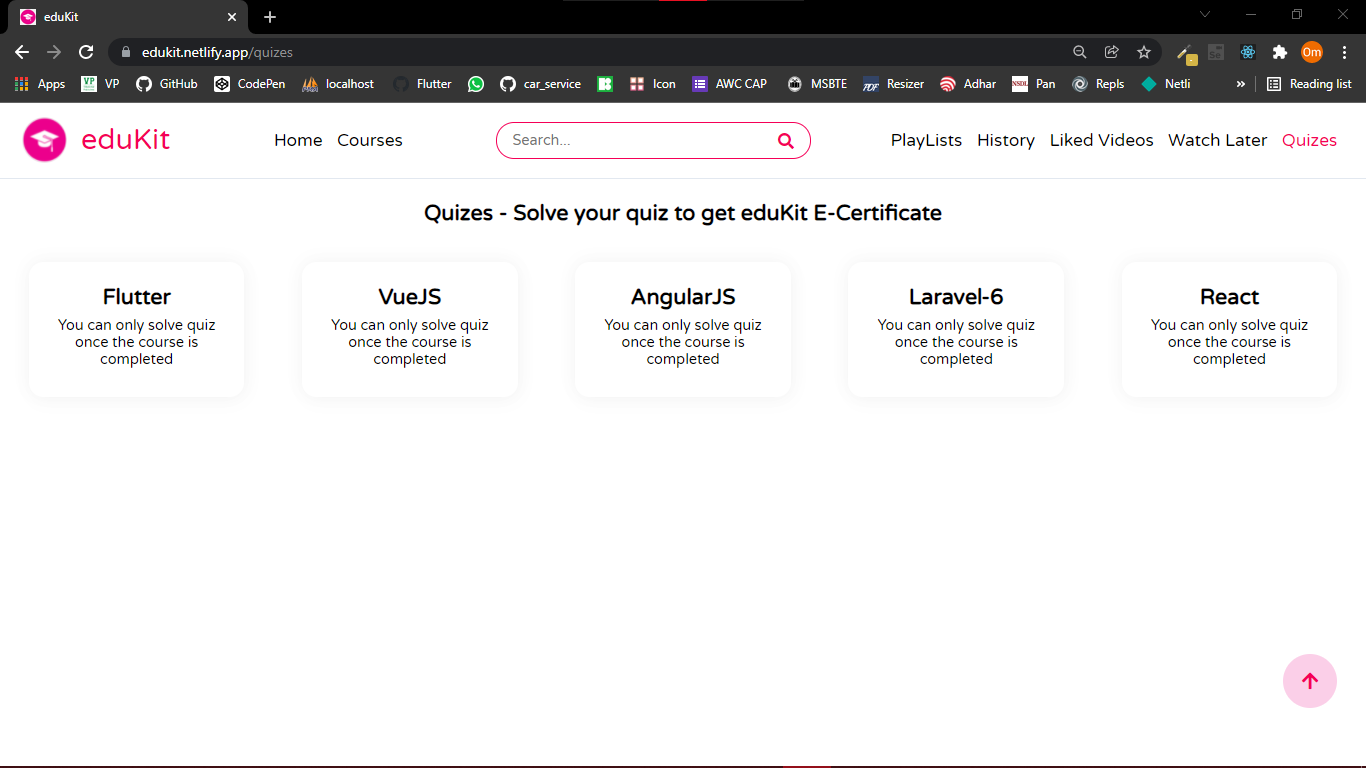 eduKit
edukit.netlify.app/quizes
Om
Apps VP VP GitHub CodePen localhost Flutter car_service Icon AWC CAP MSBTE PDF Resizer Adhar NSDL Pan Repls Netli » Reading list
eduKit Home Courses Search... PlayLists History Liked Videos Watch Later Quizes
Quizes - Solve your quiz to get eduKit E-Certificate
Flutter
You can only solve quiz
once the course is
completed
VueJS
You can only solve quiz
once the course is
completed
AngularJS
You can only solve quiz
once the course is
completed
Laravel-6
You can only solve quiz
once the course is
completed
React
You can only solve quiz
once the course is
completed